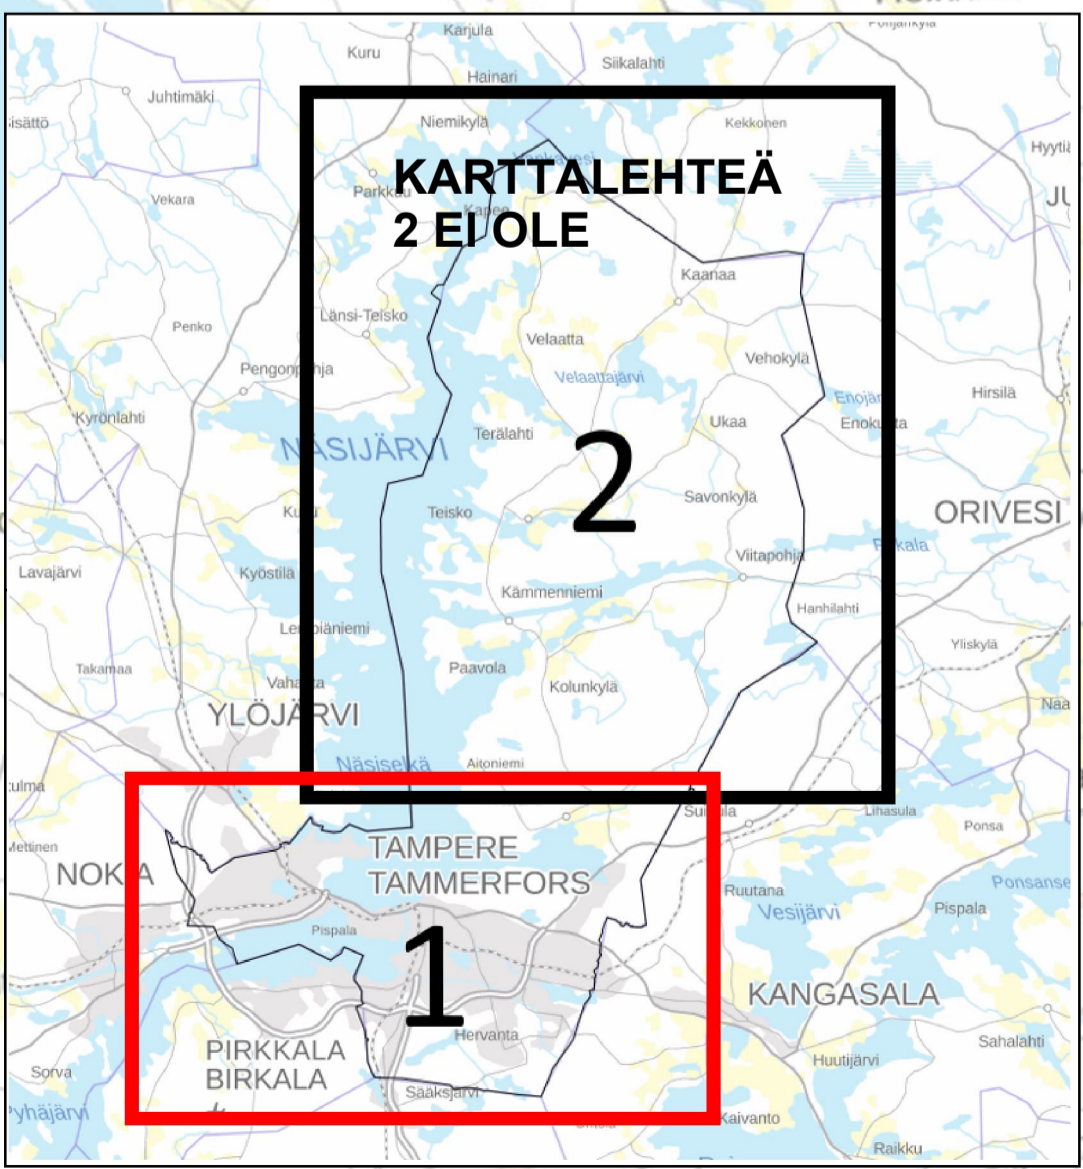 Karjula
Kuru
Siikalahti
Hainari
Juhtimäki
Niemikylä
Kekkonen
KARTTALEHTEÄ
2 EI OLE
Vekara
Parkkuu
Kapee
Kaanaa
Länsi-Teisko
Penko
Velaatta
Vehokylä
Velaattajärvi
Pengonpohja
Hirsilä
Kyrönlahti
Ukaa
Terälahti
NÄSIJÄRVI
2
Savonkylä
Teisko
ORIVESI
Viitapohja
Lavajärvi
Kyöstilä
Kämmenniemi
Hanhilahti
Yliskylä
Takamaa
Paavola
Kolunkylä
YLÖJÄRVI
Näsiselkä
Aitoniemi
Lihasula
Ponsa
TAMPERE
TAMMERFORS
NOKIA
Ruutana
Vesijärvi
Pispala
Pispala
1
KANGASALA
Hervanta
Sahalahti
PIRKKALA
BIRKALA
Huutijärvi
Sorva
Sääksjärvi
Kaivanto
Raikku